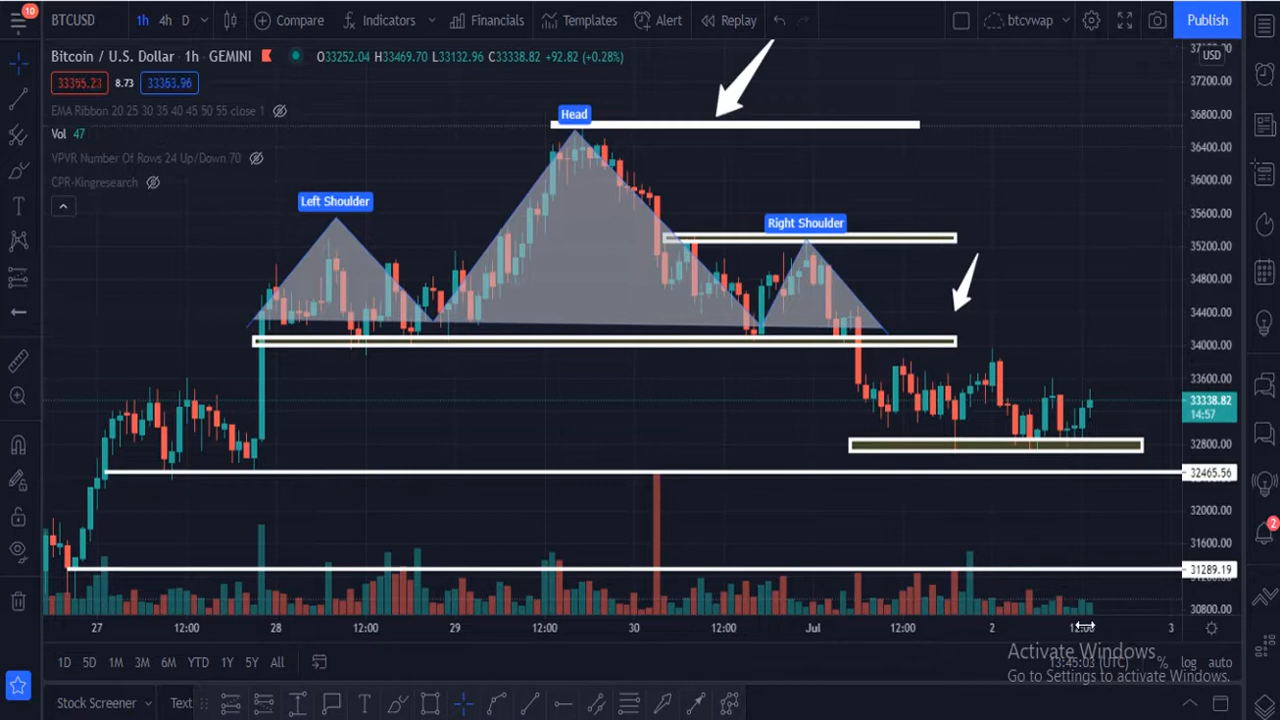 10
BTCUSD 1h 4h D Compare Indicators Financials Templates Alert Replay btcvwap Publish
Bitcoin / U.S. Dollar · 1h · GEMINI O33252.04 H33469.70 L33132.96 C33338.82 +92.82 (+0.28%)
USD
33355.23 8.73 33363.96
EMA Ribbon 20 25 30 35 40 45 50 55 close 1
Vol 47
VPVR Number Of Rows 24 Up/Down 70
CPR-Kingresearch
Head
Left Shoulder
Right Shoulder
37200.00
36800.00
36400.00
36000.00
35600.00
35200.00
34800.00
34400.00
34000.00
33600.00
33338.82
14:57
32800.00
32465.56
32000.00
31600.00
31289.19
30800.00
2
27 12:00 28 12:00 29 12:00 30 12:00 Jul 12:00 2 12:00 3
1D 5D 1M 3M 6M YTD 1Y 5Y All
13:45:03 (UTC) % log auto
Activate Windows
Go to Settings to activate Windows.
Stock Screener Text